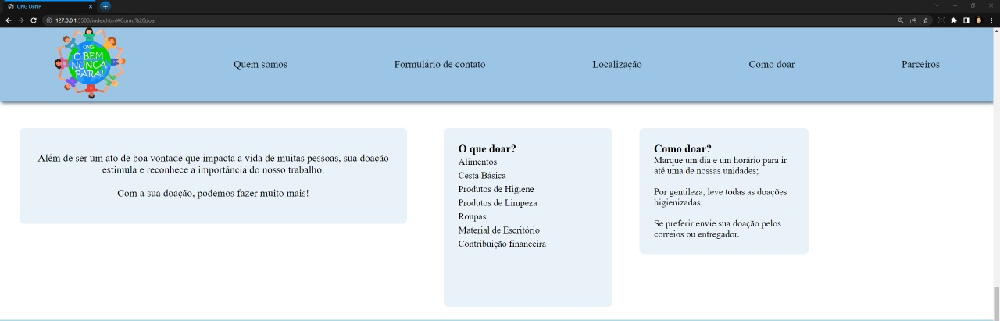 ONG OBNP
127.0.0.1:5500/index.html#Como%20doar
ONG
O BEM
NUNCA
PARA!
Quem somos
Formulário de contato
Localização
Como doar
Parceiros
Além de ser um ato de boa vontade que impacta a vida de muitas pessoas, sua doação
estimula e reconhece a importância do nosso trabalho.
Com a sua doação, podemos fazer muito mais!
O que doar?
Alimentos
Cesta Básica
Produtos de Higiene
Produtos de Limpeza
Roupas
Material de Escritório
Contribuição financeira
Como doar?
Marque um dia e um horário para ir
até uma de nossas unidades;
Por gentileza, leve todas as doações
higienizadas;
Se preferir envie sua doação pelos
correios ou entregador.